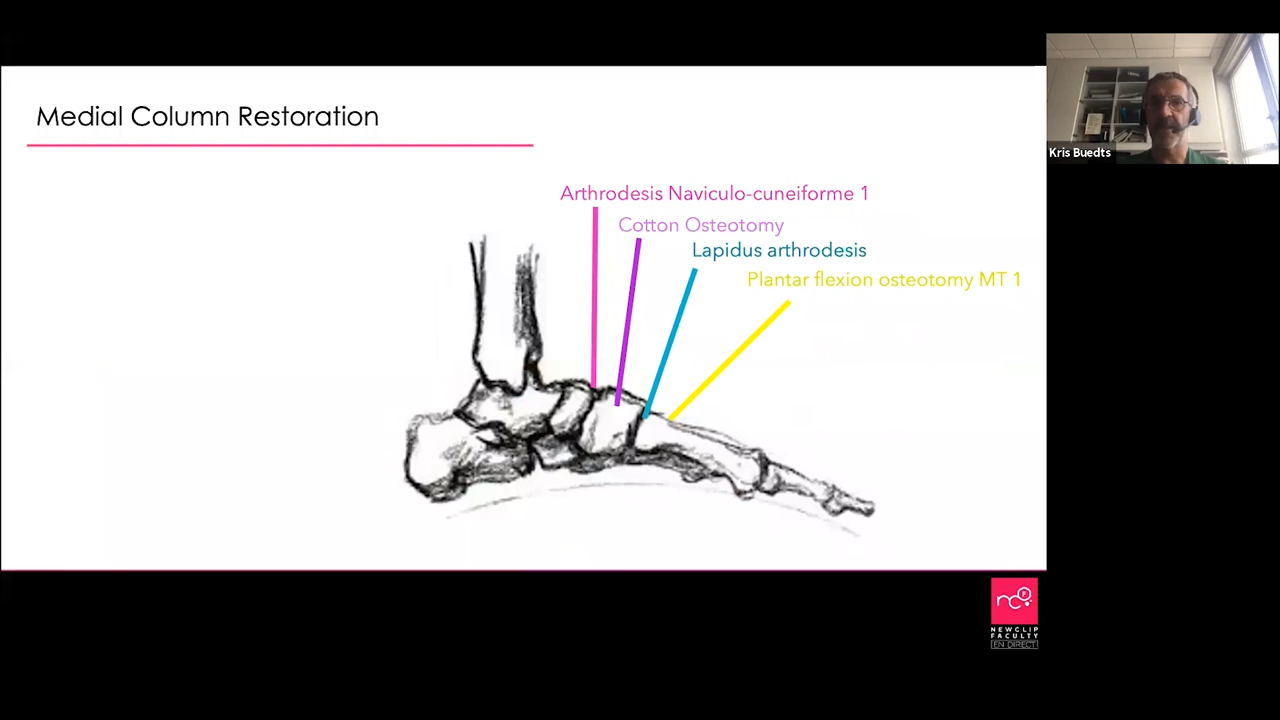 Medial Column Restoration
Kris Buedts
Arthrodesis Naviculo-cuneiforme 1
Cotton Osteotomy
Lapidus arthrodesis
Plantar flexion osteotomy MT 1
nc F
NEWCLIP
FACULTY
EN DIRECT